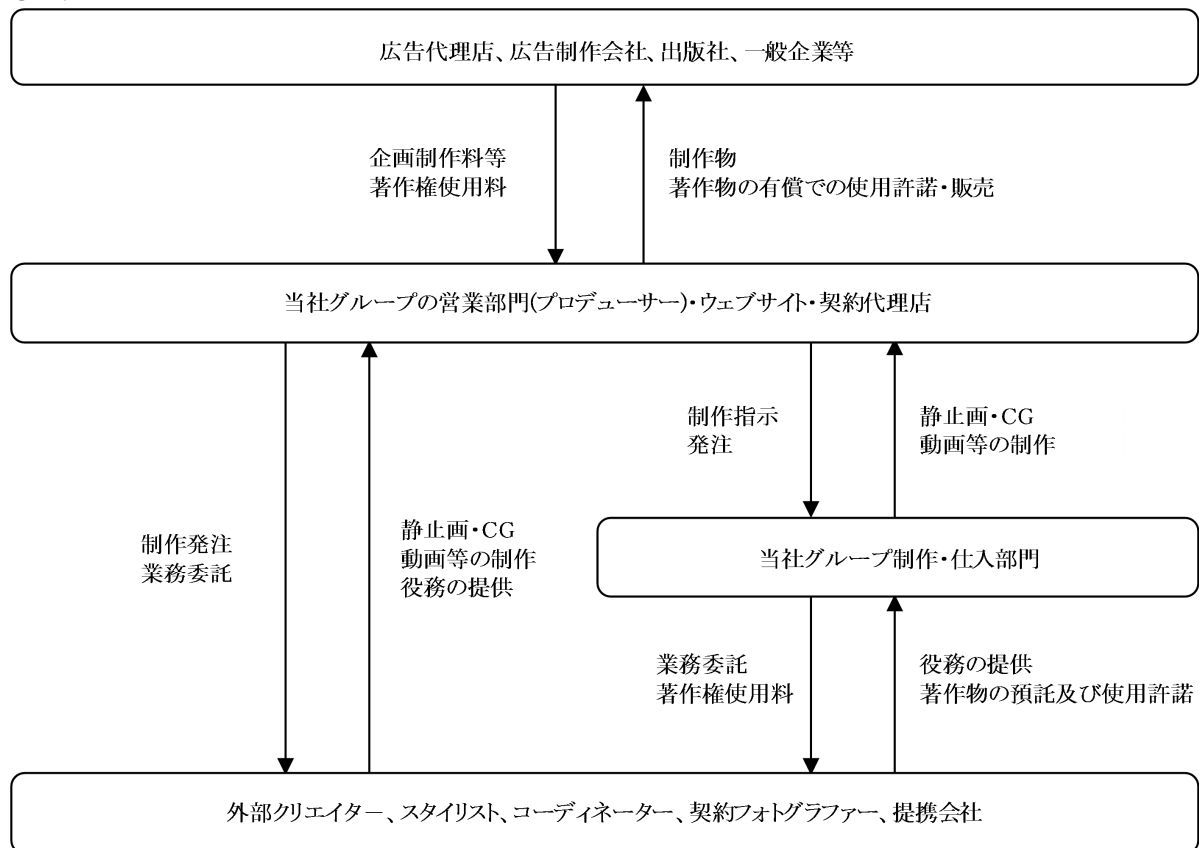 広告代理店、広告制作会社、出版社、一般企業等
企画制作料等
著作権使用料
制作物
著作物の有償での使用許諾・販売
当社グループの営業部門(プロデューサー)・ウェブサイト・契約代理店
制作指示
発注
静止画・CG
動画等の制作
制作発注
業務委託
静止画・CG
動画等の制作
役務の提供
当社グループ制作・仕入部門
業務委託
著作権使用料
役務の提供
著作物の預託及び使用許諾
外部クリエイター、スタイリスト、コーディネーター、契約フォトグラファー、提携会社